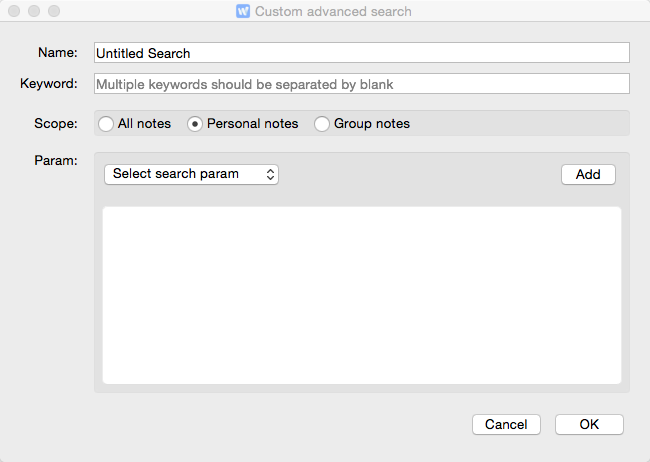 Custom advanced search
Name: Untitled Search
Keyword: Multiple keywords should be separated by blank
Scope: All notes Personal notes Group notes
Param:
Select search param Add
Cancel OK